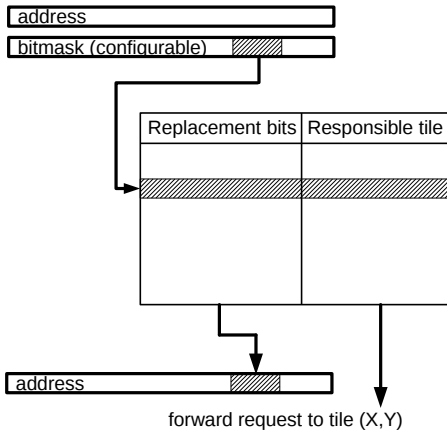 address
bitmask (configurable)
Replacement bits Responsible tile
address
forward request to tile (X,Y)